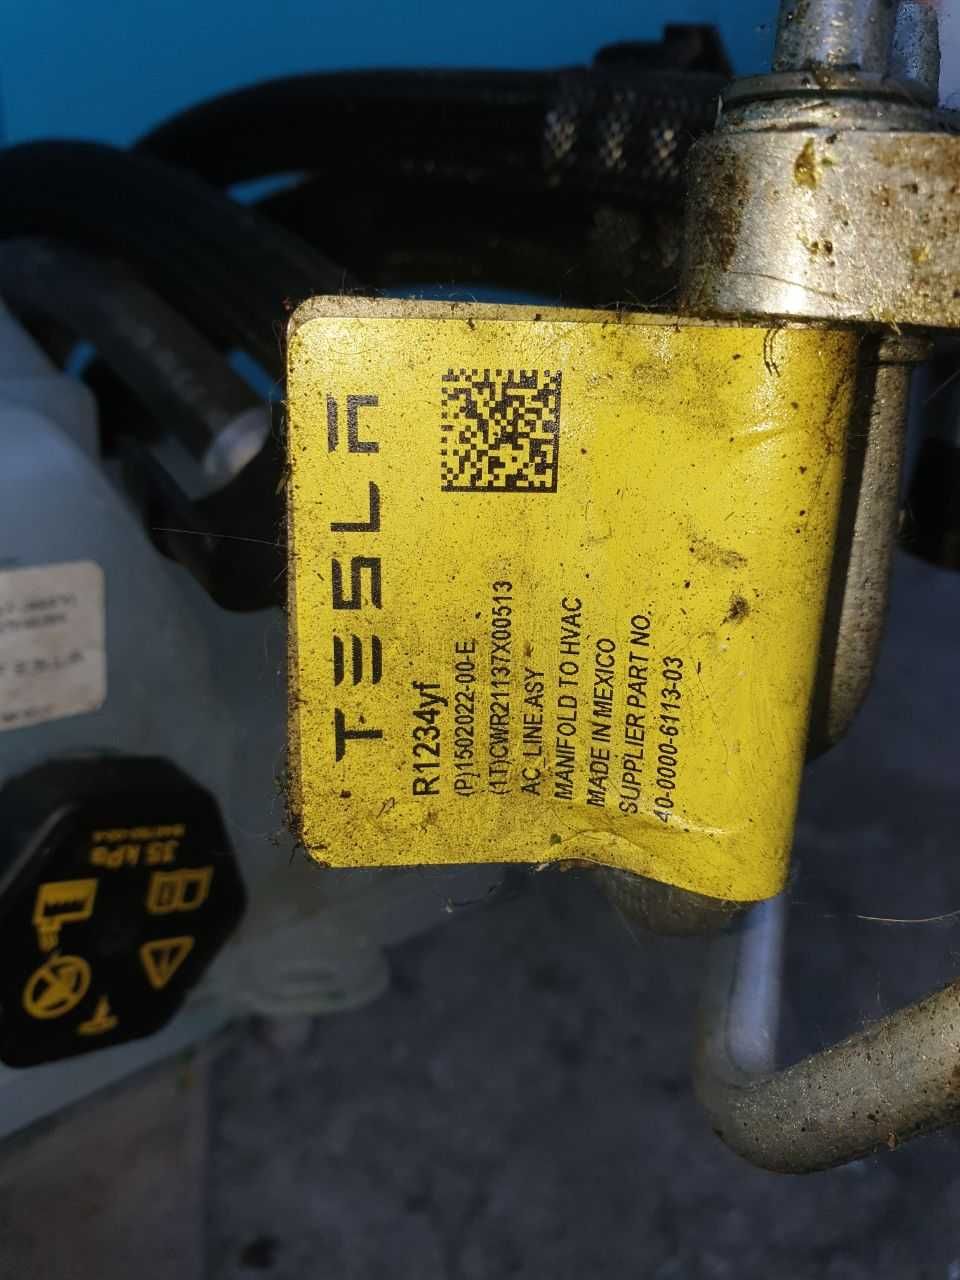 TESLA
R1234yf
(P)1502022-00-E
(1T)CWR21137X00513
AC_LINE.ASY
MANIFOLD TO HVAC
MADE IN MEXICO
SUPPLIER PART NO.
40-0000-6113-03
35 kPa